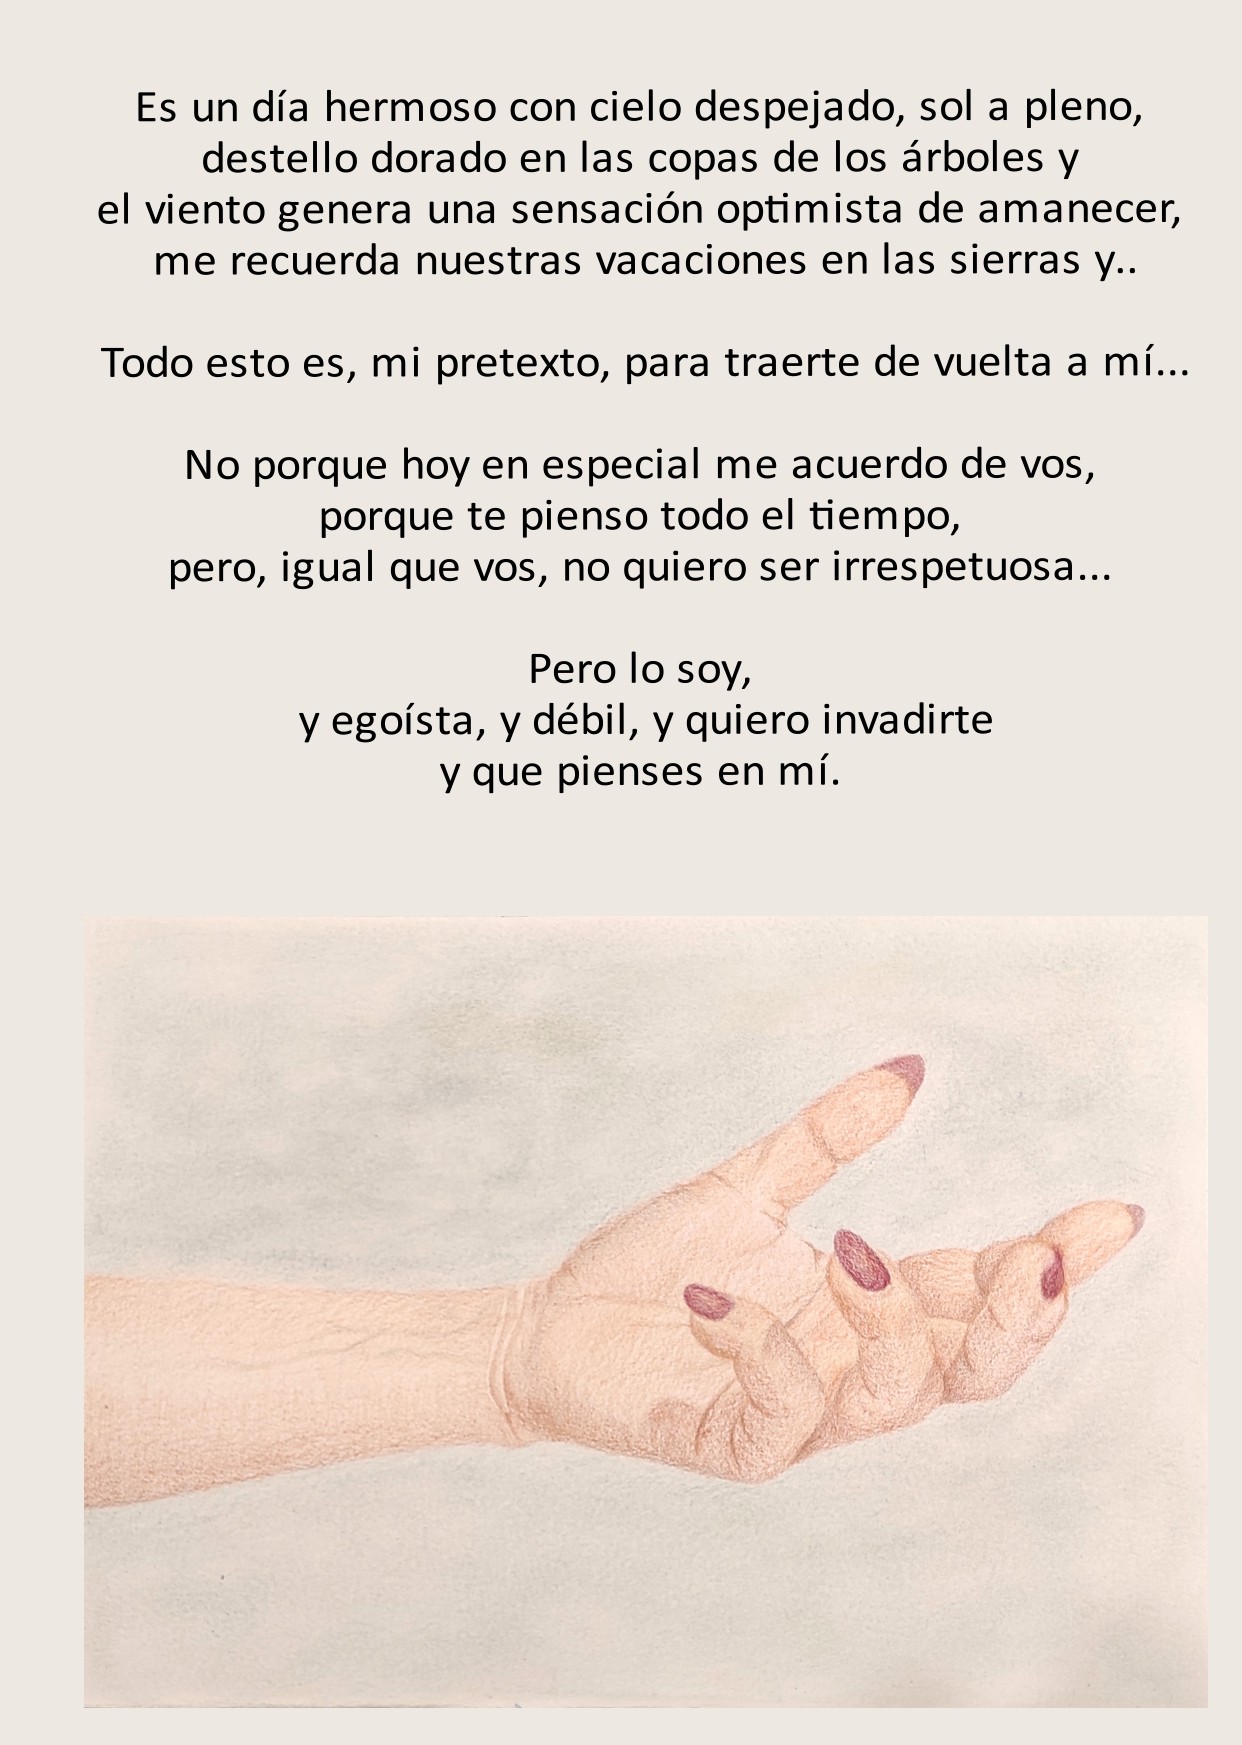 Es un día hermoso con cielo despejado, sol a pleno,
destello dorado en las copas de los árboles y
el viento genera una sensación optimista de amanecer,
me recuerda nuestras vacaciones en las sierras y..
Todo esto es, mi pretexto, para traerte de vuelta a mí...
No porque hoy en especial me acuerdo de vos,
porque te pienso todo el tiempo,
pero, igual que vos, no quiero ser irrespetuosa...
Pero lo soy,
y egoísta, y débil, y quiero invadirte
y que pienses en mí.